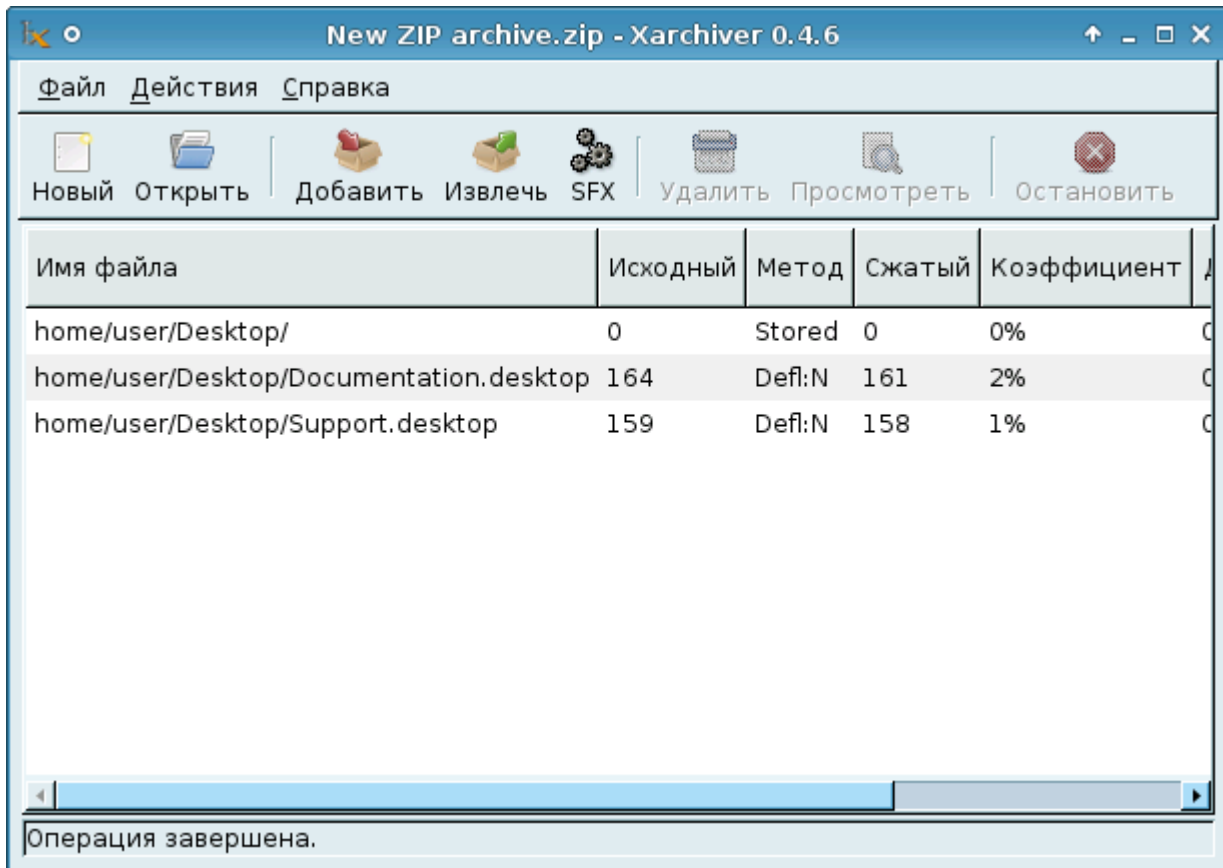 New ZIP archive.zip - Xarchiver 0.4.6
Файл Действия Справка
Новый Открыть Добавить Извлечь SFX Удалить Просмотреть Остановить
Имя файла Исходный Метод Сжатый Коэффициент
home/user/Desktop/ 0 Stored 0 0%
home/user/Desktop/Documentation.desktop 164 Defl:N 161 2%
home/user/Desktop/Support.desktop 159 Defl:N 158 1%
Операция завершена.